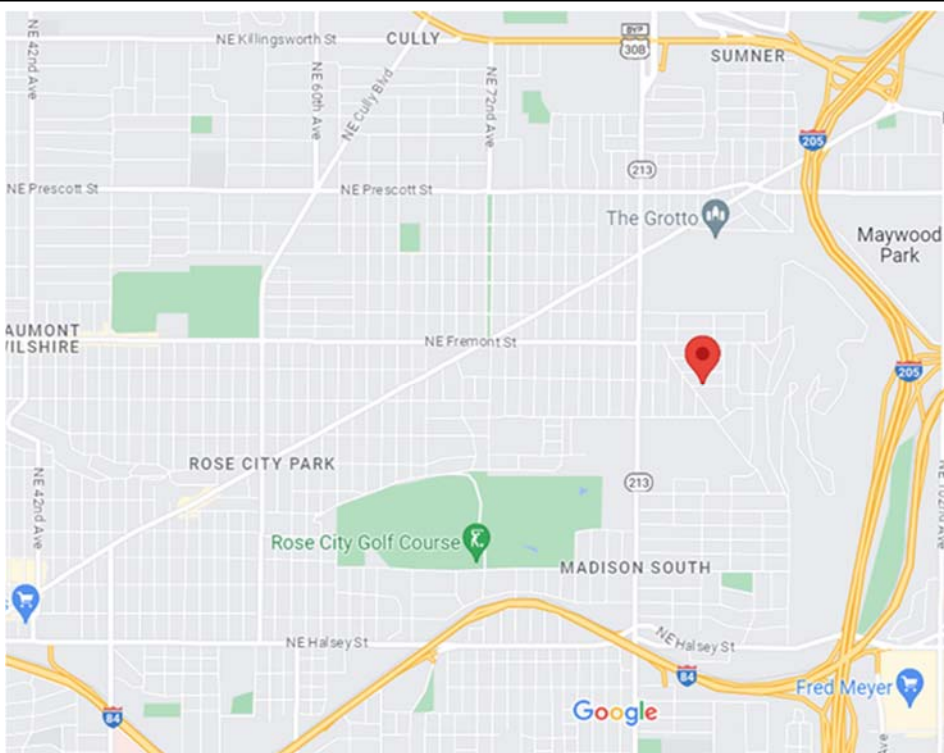 NE 42nd Ave
NE Killingsworth St
CULLY
BYP
30B
SUMNER
NE 60th Ave
NE Cully Blvd
NE 72nd Ave
205
213
NE Prescott St
NE Prescott St
The Grotto
Maywood
Park
AUMONT
WILSHIRE
NE Fremont St
205
ROSE CITY PARK
NE 42nd Ave
213
NE 102nd Ave
Rose City Golf Course
MADISON SOUTH
s
NE Halsey St
NE Halsey St
84
84
Fred Meyer
Google